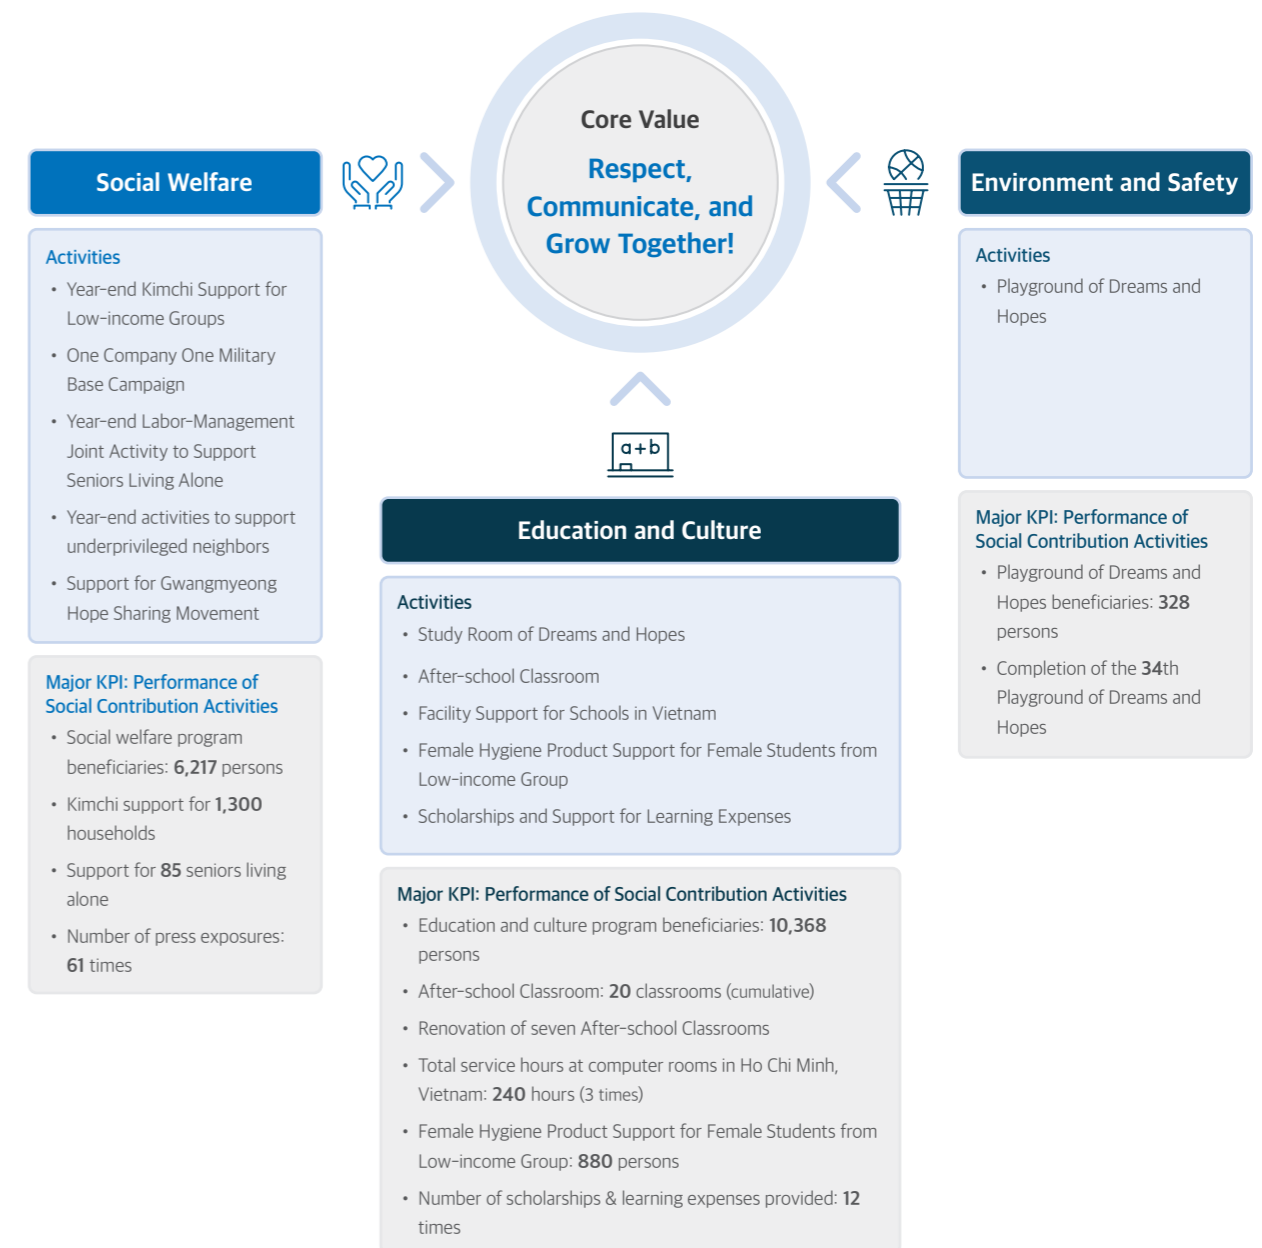 Core Value
Respect,
Communicate, and
Grow Together!
Social Welfare
Activities
• Year-end Kimchi Support for
Low-income Groups
• One Company One Military
Base Campaign
• Year-end Labor-Management
Joint Activity to Support
Seniors Living Alone
• Year-end activities to support
underprivileged neighbors
• Support for Gwangmyeong
Hope Sharing Movement
Major KPI: Performance of
Social Contribution Activities
• Social welfare program
beneficiaries: 6,217 persons
• Kimchi support for 1,300
households
• Support for 85 seniors living
alone
• Number of press exposures:
61 times
a+b
Education and Culture
Activities
• Study Room of Dreams and Hopes
• After-school Classroom
• Facility Support for Schools in Vietnam
• Female Hygiene Product Support for Female Students from
Low-income Group
• Scholarships and Support for Learning Expenses
Major KPI: Performance of Social Contribution Activities
• Education and culture program beneficiaries: 10,368
persons
• After-school Classroom: 20 classrooms (cumulative)
• Renovation of seven After-school Classrooms
• Total service hours at computer rooms in Ho Chi Minh,
Vietnam: 240 hours (3 times)
• Female Hygiene Product Support for Female Students from
Low-income Group: 880 persons
• Number of scholarships & learning expenses provided: 12
times
Environment and Safety
Activities
• Playground of Dreams and
Hopes
Major KPI: Performance of
Social Contribution Activities
• Playground of Dreams and
Hopes beneficiaries: 328
persons
• Completion of the 34th
Playground of Dreams and
Hopes